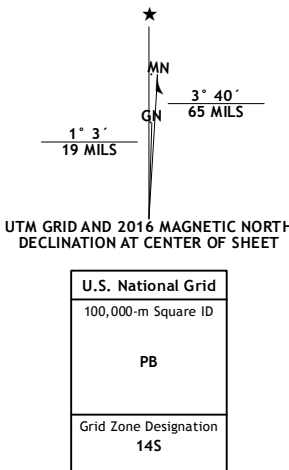 ★
MN
3° 40´
65 MILS
GN
1° 3´
19 MILS
UTM GRID AND 2016 MAGNETIC NORTH
DECLINATION AT CENTER OF SHEET
U.S. National Grid
100,000-m Square ID
PB
Grid Zone Designation
14S